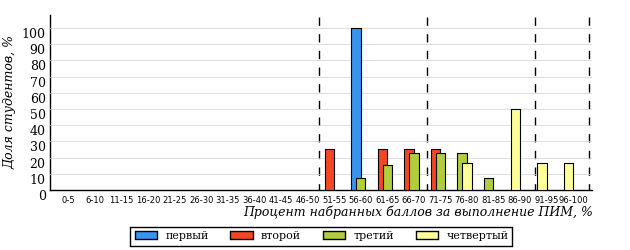 Доля студентов, %
100
90
80
70
60
50
40
30
20
10
0
0-5 6-10 11-15 16-20 21-25 26-30 31-35 36-40 41-45 46-50 51-55 56-60 61-65 66-70 71-75 76-80 81-85 86-90 91-95 96-100
Процент набранных баллов за выполнение ПИМ, %
первый второй третий четвертый